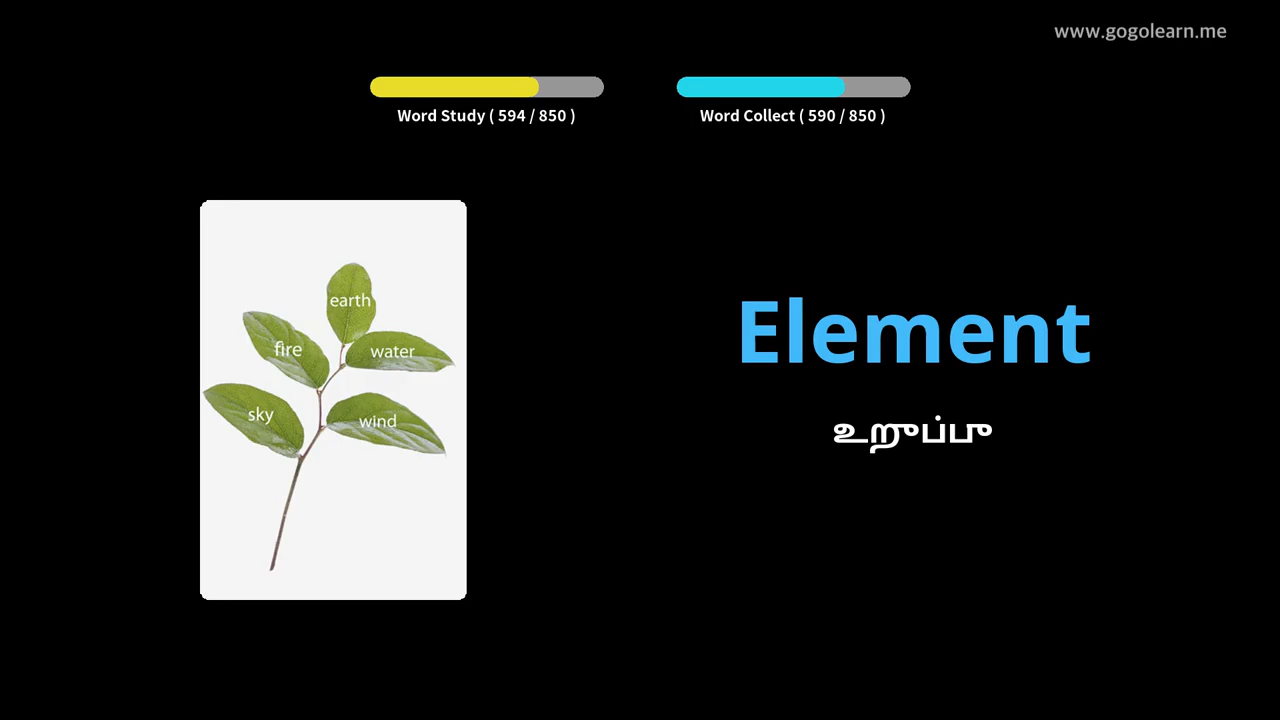 www.gogolearn.me
Word Study ( 594 / 850 )
Word Collect ( 590 / 850 )
earth
fire
water
sky
wind
Element
உறுப்பு